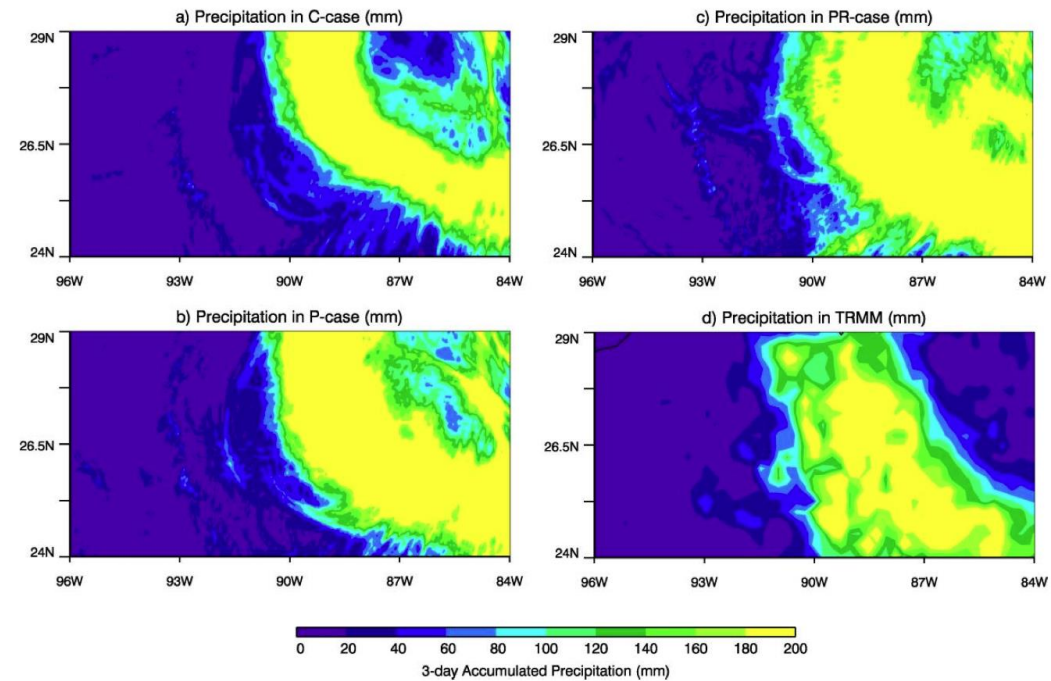 a) Precipitation in C-case (mm)
29N
26.5N
24N
96W 93W 90W 87W 84W
c) Precipitation in PR-case (mm)
29N
26.5N
24N
96W 93W 90W 87W 84W
b) Precipitation in P-case (mm)
29N
26.5N
24N
96W 93W 90W 87W 84W
d) Precipitation in TRMM (mm)
29N
26.5N
24N
96W 93W 90W 87W 84W
0 20 40 60 80 100 120 140 160 180 200
3-day Accumulated Precipitation (mm)